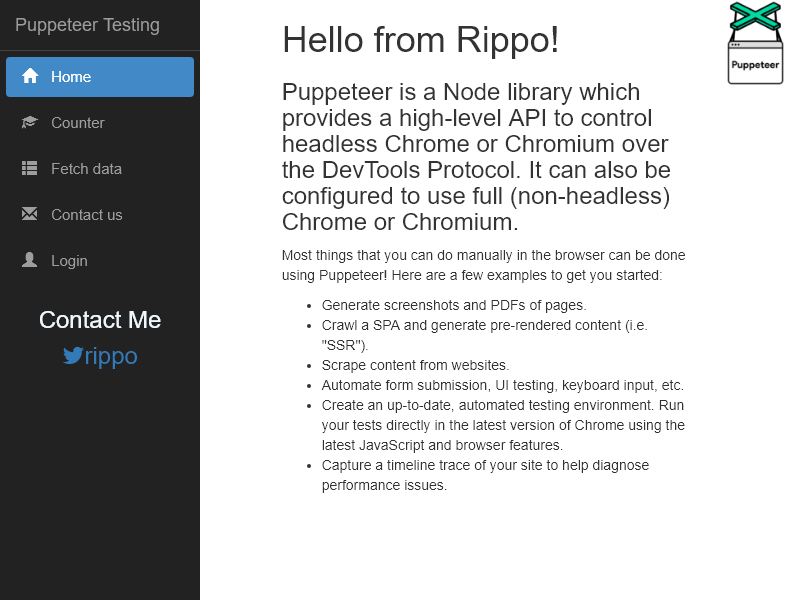 Puppeteer Testing
Home
Counter
Fetch data
Contact us
Login
Contact Me
rippo
Hello from Rippo!
Puppeteer is a Node library which
provides a high-level API to control
headless Chrome or Chromium over
the DevTools Protocol. It can also be
configured to use full (non-headless)
Chrome or Chromium.
Most things that you can do manually in the browser can be done
using Puppeteer! Here are a few examples to get you started:
• Generate screenshots and PDFs of pages.
• Crawl a SPA and generate pre-rendered content (i.e.
"SSR").
• Scrape content from websites.
• Automate form submission, UI testing, keyboard input, etc.
• Create an up-to-date, automated testing environment. Run
your tests directly in the latest version of Chrome using the
latest JavaScript and browser features.
• Capture a timeline trace of your site to help diagnose
performance issues.
Puppeteer